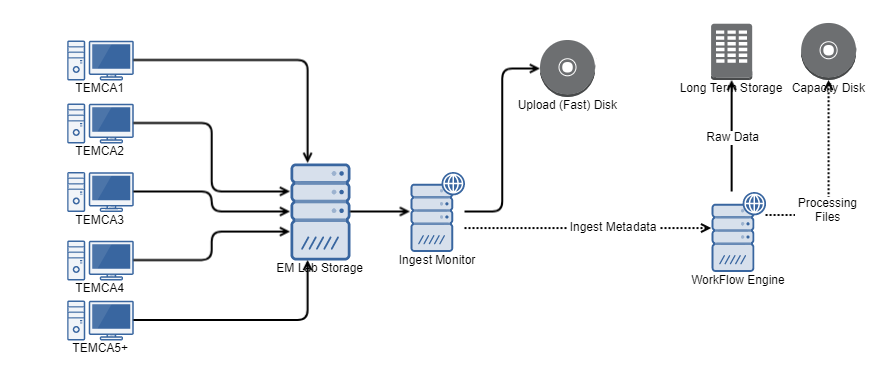 TEMCA1
TEMCA2
TEMCA3
TEMCA4
TEMCA5+
EM Lab Storage
Ingest Monitor
Upload (Fast) Disk
Ingest Metadata
Long Term Storage
Capacity Disk
Raw Data
Processing
Files
WorkFlow Engine